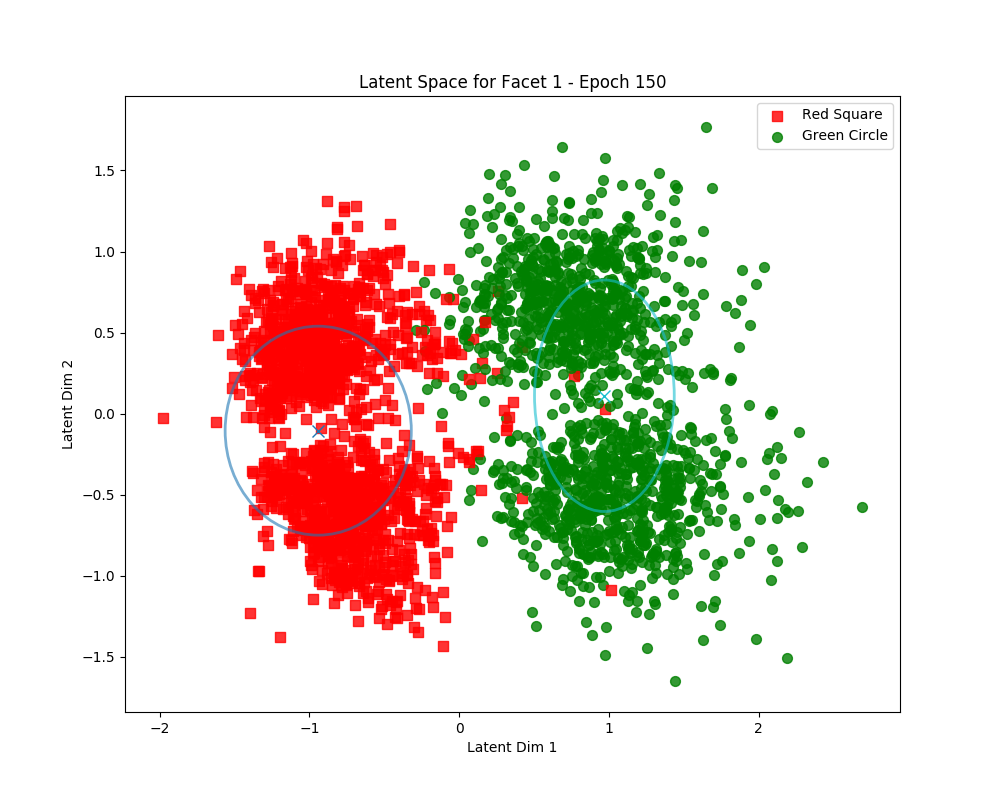 Latent Space for Facet 1 - Epoch 150
Red Square
Green Circle
1.5
1.0
0.5
0.0
−0.5
−1.0
−1.5
Latent Dim 2
−2
−1
0
1
2
Latent Dim 1